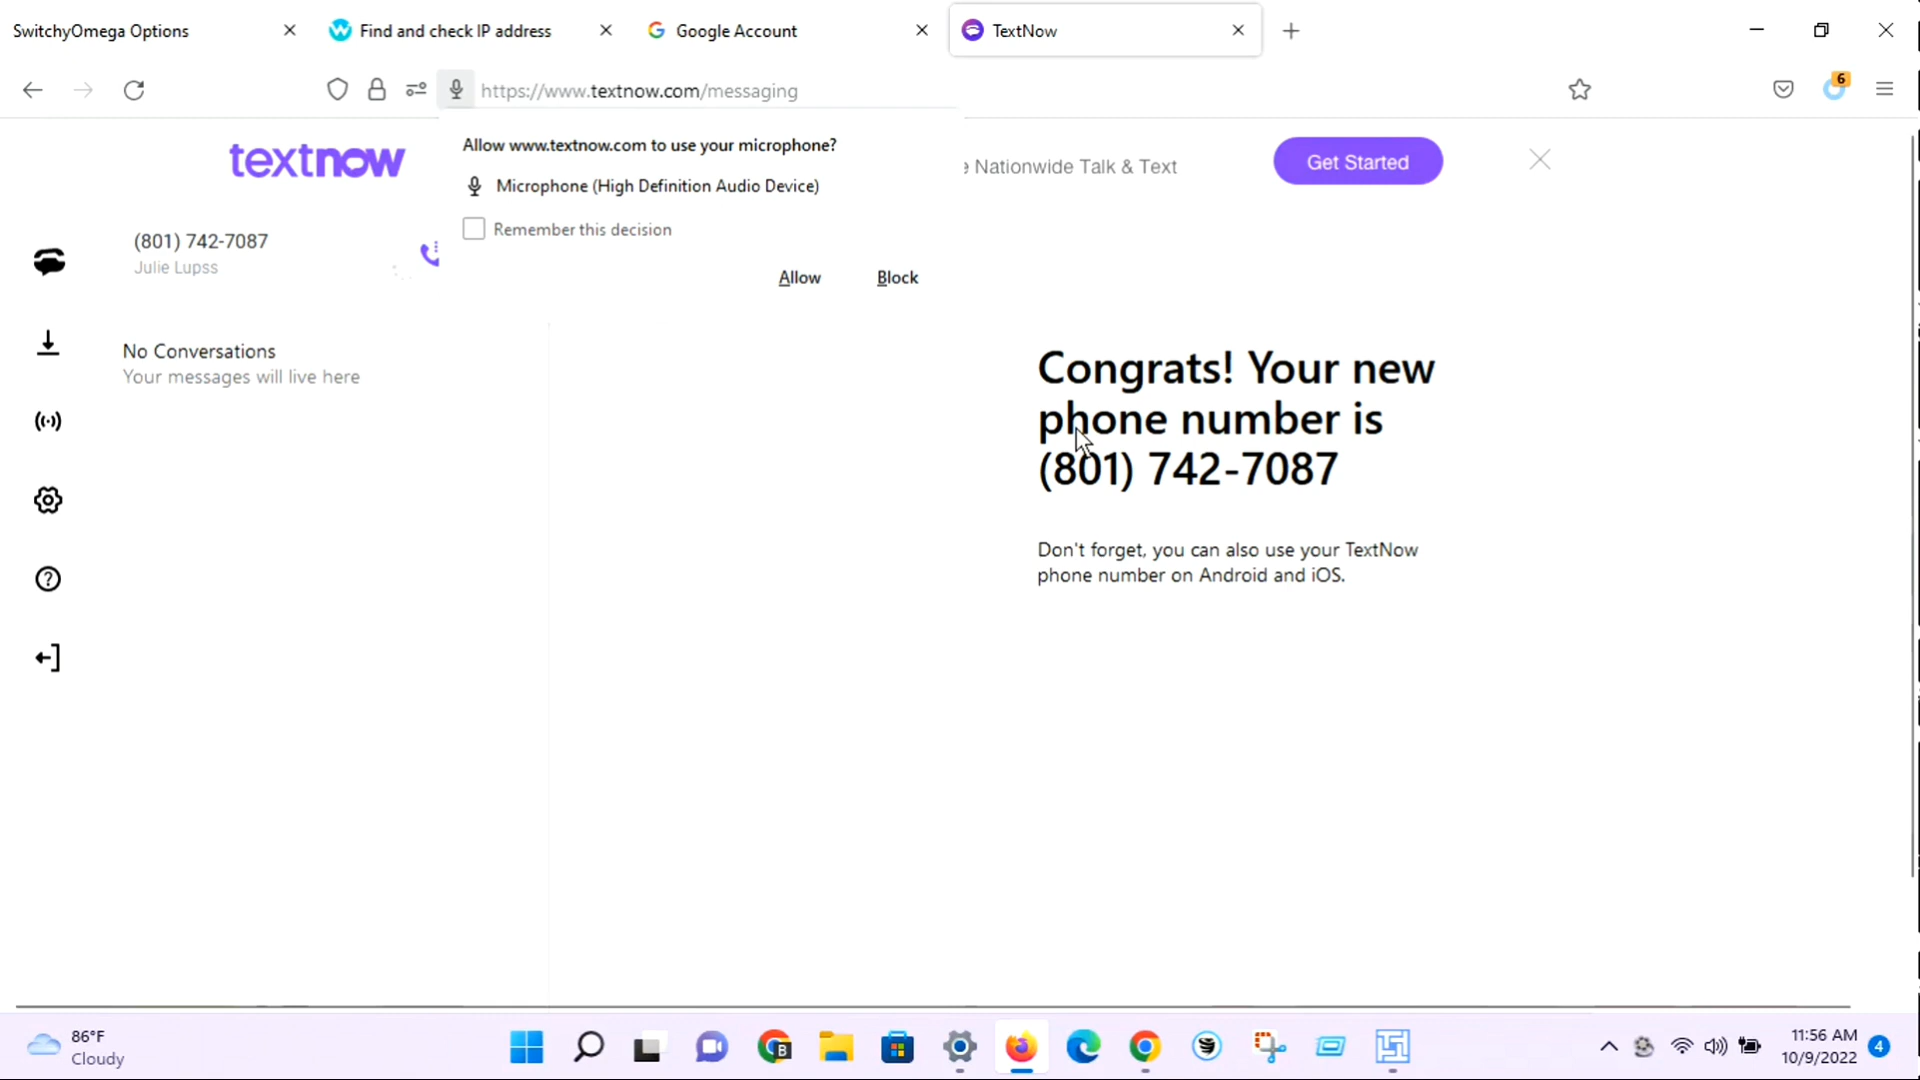 SwitchyOmega Options
Find and check IP address
Google Account
TextNow
https://www.textnow.com/messaging
6
textnow
Allow www.textnow.com to use your microphone?
Microphone (High Definition Audio Device)
Remember this decision
Allow Block
Nationwide Talk & Text
Get Started
(801) 742-7087
Julie Lupss
No Conversations
Your messages will live here
Congrats! Your new
phone number is
(801) 742-7087
Don't forget, you can also use your TextNow
phone number on Android and iOS.
86°F
Cloudy
B
11:56 AM
10/9/2022
4